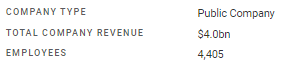 COMPANY TYPE Public Company
TOTAL COMPANY REVENUE $4.0bn
EMPLOYEES 4,405